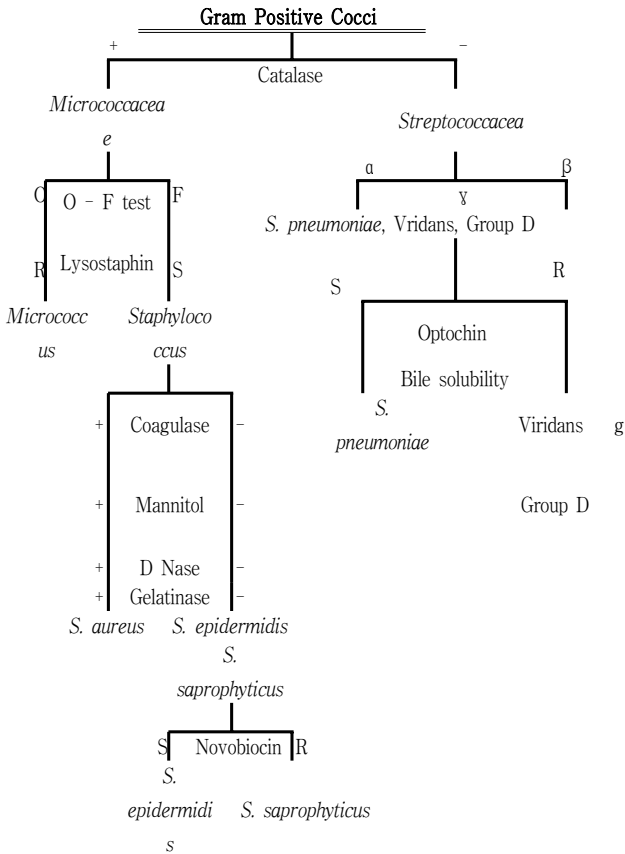 Gram Positive Cocci
+ −
Catalase
Micrococcacea
e
Streptococcacea
α β
γ
O O − F test F
S. pneumoniae, Vridans, Group D
R Lysostaphin S
S R
Micrococc
us
Staphyloco
ccus
Optochin
Bile solubility
S.
pneumoniae
Viridans g
+ Coagulase −
+ Mannitol −
Group D
+ D Nase −
+ Gelatinase −
S. aureus S. epidermidis
S.
saprophyticus
S Novobiocin R
S.
epidermidi
s
S. saprophyticus